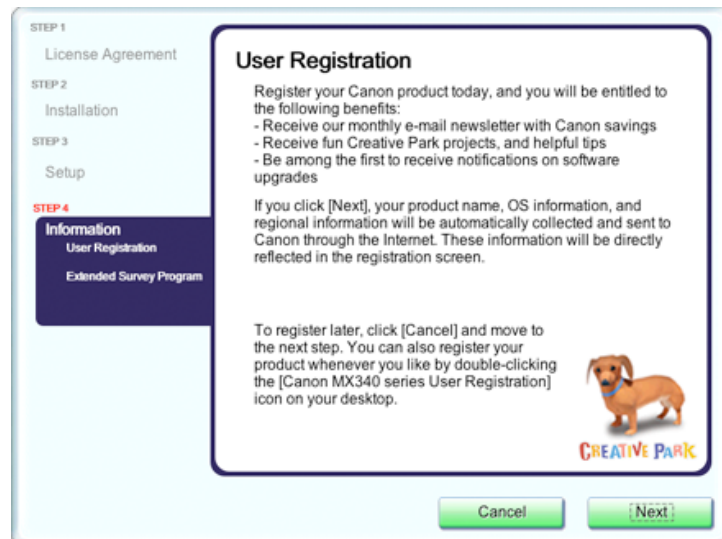 STEP 1
License Agreement
STEP 2
Installation
STEP 3
Setup
STEP 4
Information
User Registration
Extended Survey Program
User Registration
Register your Canon product today, and you will be entitled to
the following benefits:
- Receive our monthly e-mail newsletter with Canon savings
- Receive fun Creative Park projects, and helpful tips
- Be among the first to receive notifications on software
upgrades
If you click [Next], your product name, OS information, and
regional information will be automatically collected and sent to
Canon through the Internet. These information will be directly
reflected in the registration screen.
To register later, click [Cancel] and move to
the next step. You can also register your
product whenever you like by double-clicking
the [Canon MX340 series User Registration]
icon on your desktop.
CREATIVE PARK
Cancel
Next